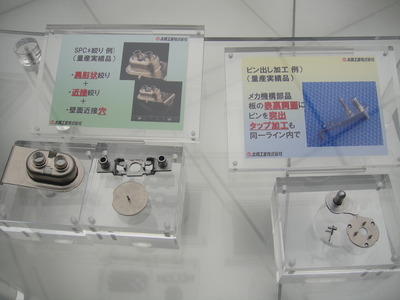 SPC+絞り 例)
(量産実績品)
・異形状絞り
+
・近接絞り
+
・壁面近接穴
ピン出し加工 例)
(量産実績品)
メカ機構部品
板の表裏両面に
ピンを突出
タップ加工も
同一ライン内で